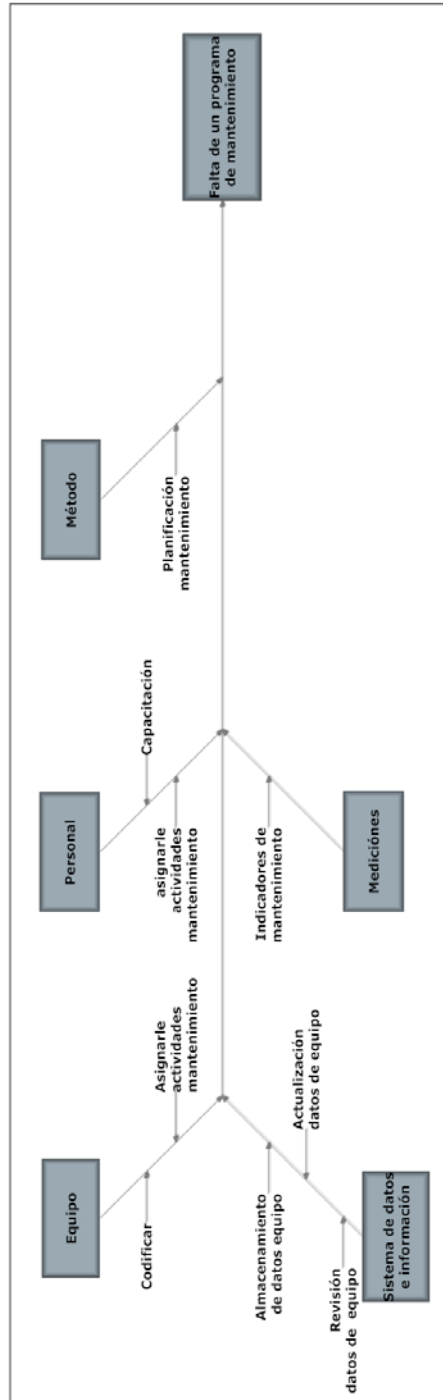 Equipo
Codificar
Asignarle
actividades
mantenimiento
Personal
Capacitación
asignarle
actividades
mantenimiento
Método
Planificación
mantenimiento
Falta de un programa
de mantenimiento
Almacenamiento
de datos equipo
Actualización
datos de equipo
Revisión
datos de equipo
Sistema de datos
e información
Indicadores de
mantenimiento
Mediciónes